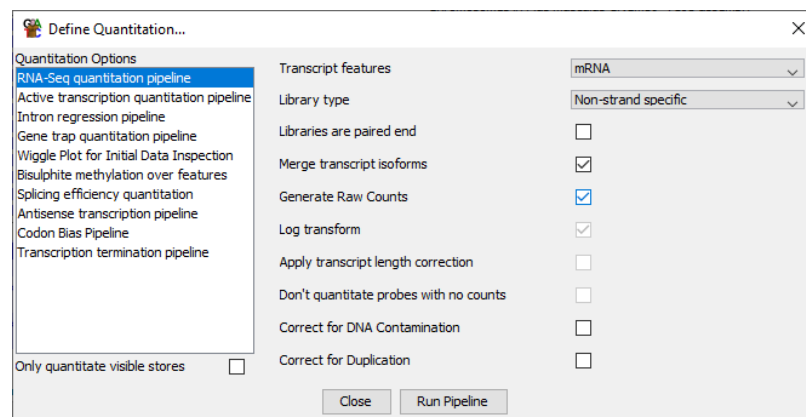 Define Quantitation...
Quantitation Options
RNA-Seq quantitation pipeline
Active transcription quantitation pipeline
Intron regression pipeline
Gene trap quantitation pipeline
Wiggle Plot for Initial Data Inspection
Bisulphite methylation over features
Splicing efficiency quantitation
Antisense transcription pipeline
Codon Bias Pipeline
Transcription termination pipeline
Only quantitate visible stores
Transcript features mRNA
Library type Non-strand specific
Libraries are paired end
Merge transcript isoforms
Generate Raw Counts
Log transform
Apply transcript length correction
Don't quantitate probes with no counts
Correct for DNA Contamination
Correct for Duplication
Close Run Pipeline